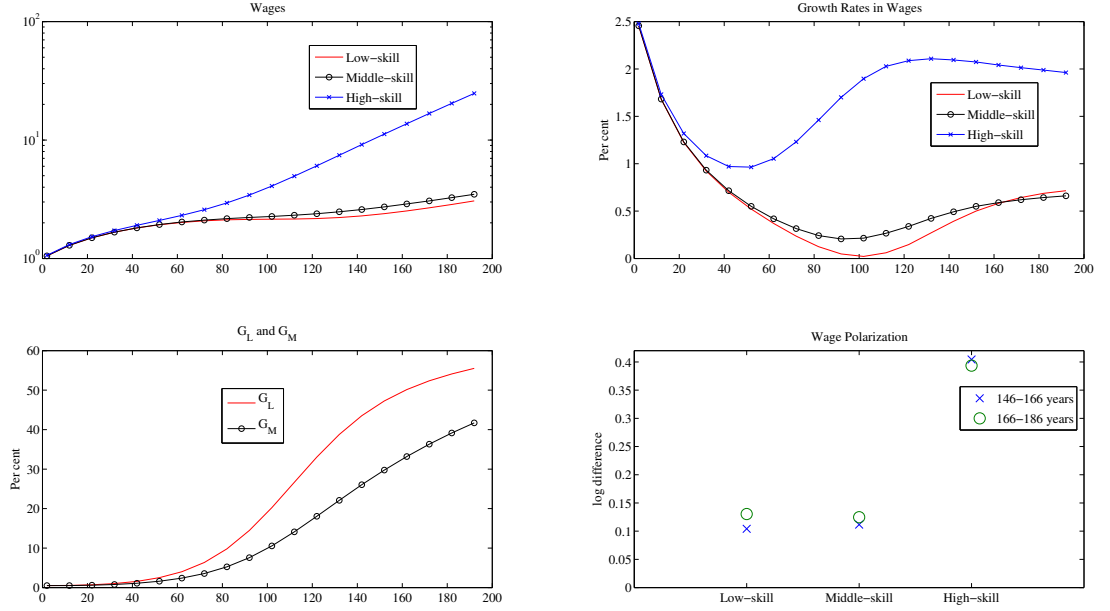 Wages
10^2
10^1
10^0
Low-skill
Middle-skill
High-skill
0 20 40 60 80 100 120 140 160 180 200
Growth Rates in Wages
Per cent
2.5
2
1.5
1
0.5
0
Low-skill
Middle-skill
High-skill
0 20 40 60 80 100 120 140 160 180 200
G_L and G_M
Per cent
60
50
40
30
20
10
0
G_L
G_M
0 20 40 60 80 100 120 140 160 180 200
Wage Polarization
log difference
0.4
0.35
0.3
0.25
0.2
0.15
0.1
0.05
0
146-166 years
166-186 years
Low-skill Middle-skill High-skill